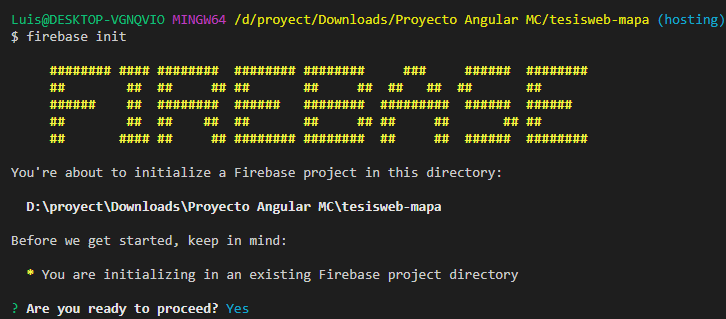 Luis@DESKTOP-VGNQVIO MINGW64 /d/proyect/Downloads/Proyecto Angular MC/tesisweb-mapa (hosting)
$ firebase init
FIREBASE
You're about to initialize a Firebase project in this directory:
D:\proyect\Downloads\Proyecto Angular MC\tesisweb-mapa
Before we get started, keep in mind:
* You are initializing in an existing Firebase project directory
? Are you ready to proceed? Yes